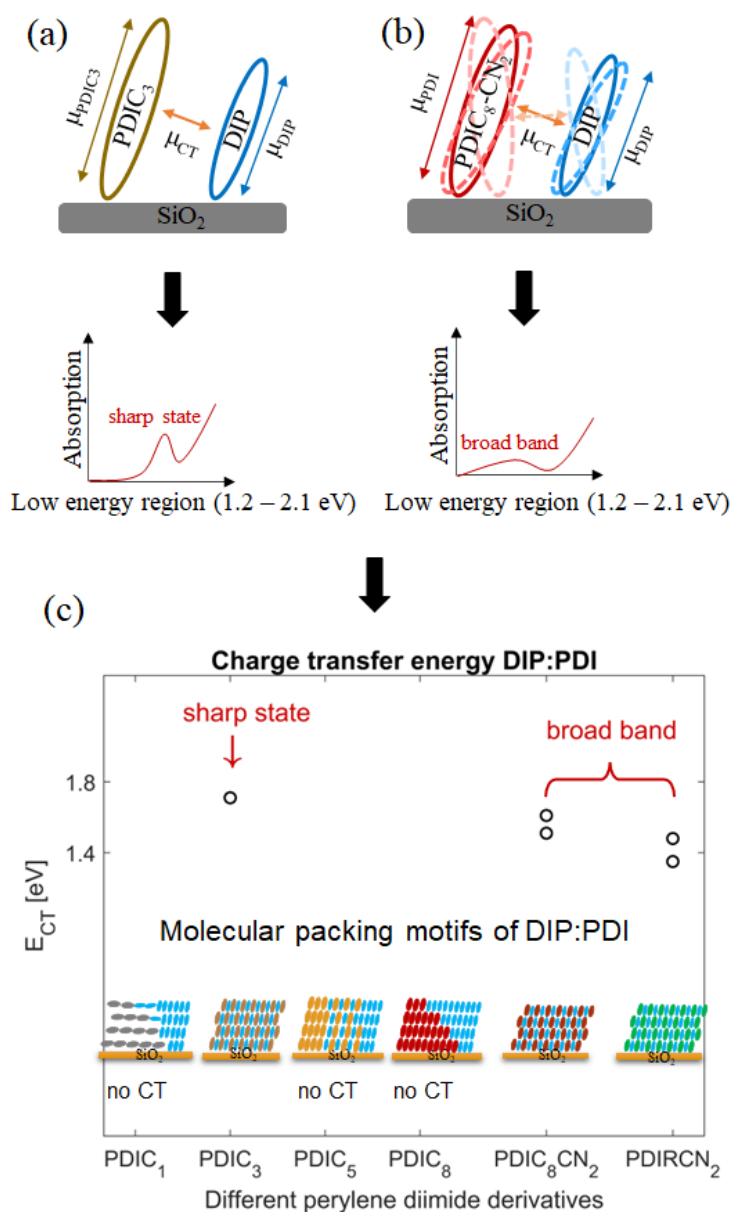 (a)
μPDIC3
PDIC3
μCT
DIP
μDIP
SiO2
(b)
μPDI
PDIC8-CN2
μCT
DIP
μDIP
SiO2
Absorption
sharp state
Low energy region (1.2 – 2.1 eV)
Absorption
broad band
Low energy region (1.2 – 2.1 eV)
(c)
Charge transfer energy DIP:PDI
sharp state
broad band
1.8
1.4
ECT [eV]
Molecular packing motifs of DIP:PDI
SiO2 SiO2 SiO2 SiO2 SiO2 SiO2
no CT no CT no CT
PDIC1 PDIC3 PDIC5 PDIC8 PDIC8CN2 PDIRCN2
Different perylene diimide derivatives